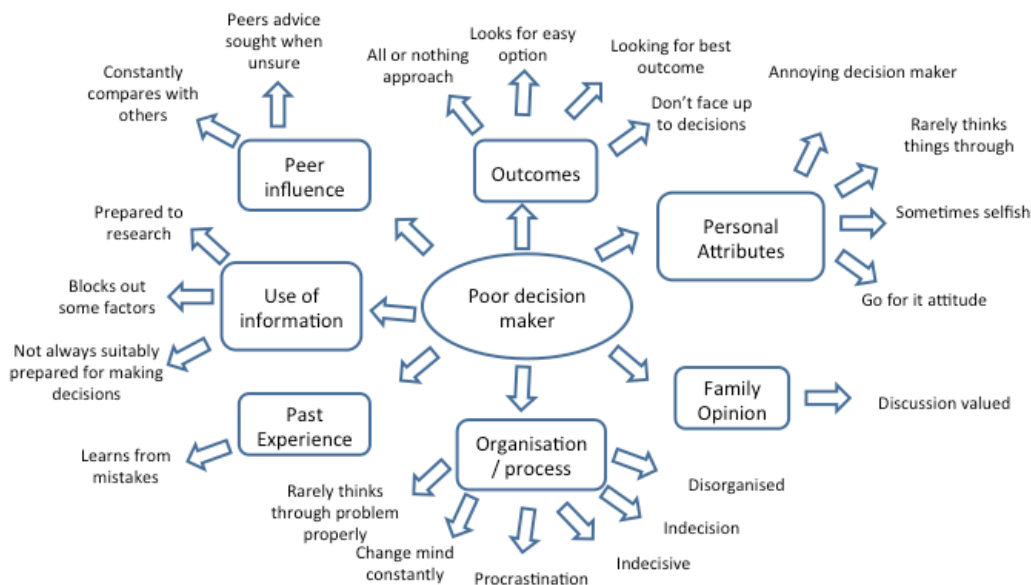 Peers advice
sought when
unsure
Constantly
compares with
others
Peer
influence
All or nothing
approach
Looks for easy
option
Looking for best
outcome
Don't face up
to decisions
Outcomes
Annoying decision maker
Rarely thinks
things through
Sometimes selfish
Go for it attitude
Personal
Attributes
Prepared to
research
Blocks out
some factors
Not always suitably
prepared for making
decisions
Use of
information
Poor decision
maker
Family
Opinion
Discussion valued
Past
Experience
Learns from
mistakes
Organisation
/ process
Rarely thinks
through problem
properly
Change mind
constantly
Procrastination
Indecisive
Indecision
Disorganised